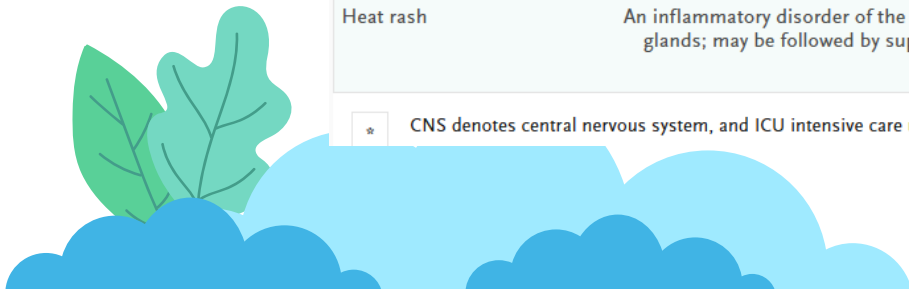 Heat rash
An inflammatory disorder of the
glands; may be followed by
* CNS denotes central nervous system, and ICU intensive care